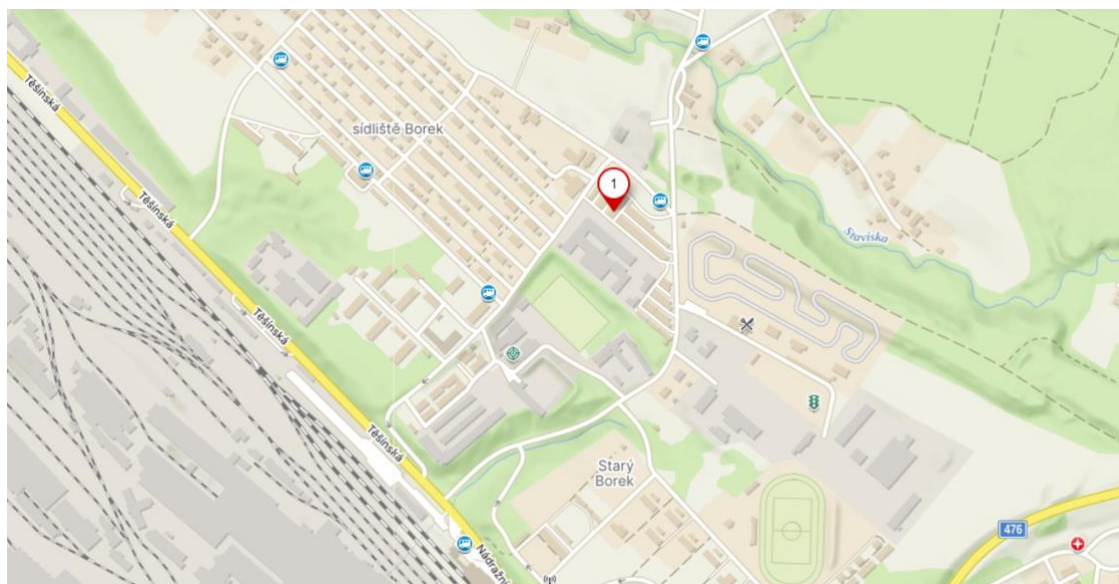 Těšínská
sídliště Borek
1
Těšínská
Staviska
Těšínská
Těšínská
Starý
Borek
476
Nádražní